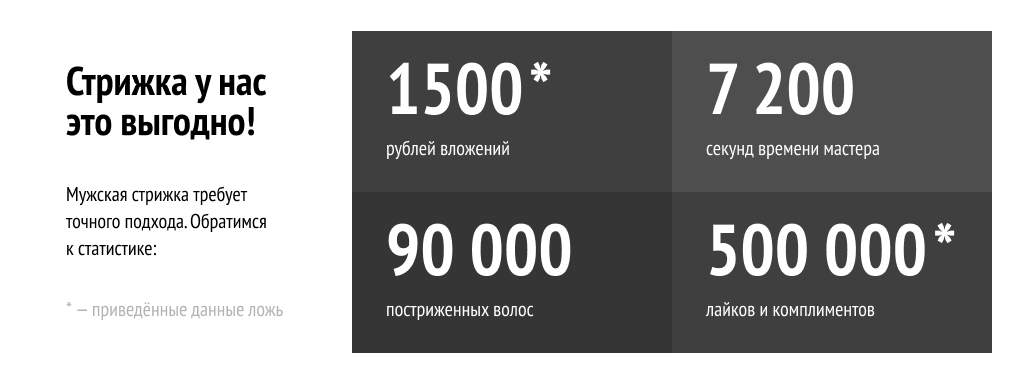 Стрижка у нас
это выгодно!
Мужская стрижка требует
точного подхода. Обратимся
к статистике:
* — приведённые данные ложь
1500*
рублей вложений
7 200
секунд времени мастера
90 000
постриженных волос
500 000*
лайков и комплиментов